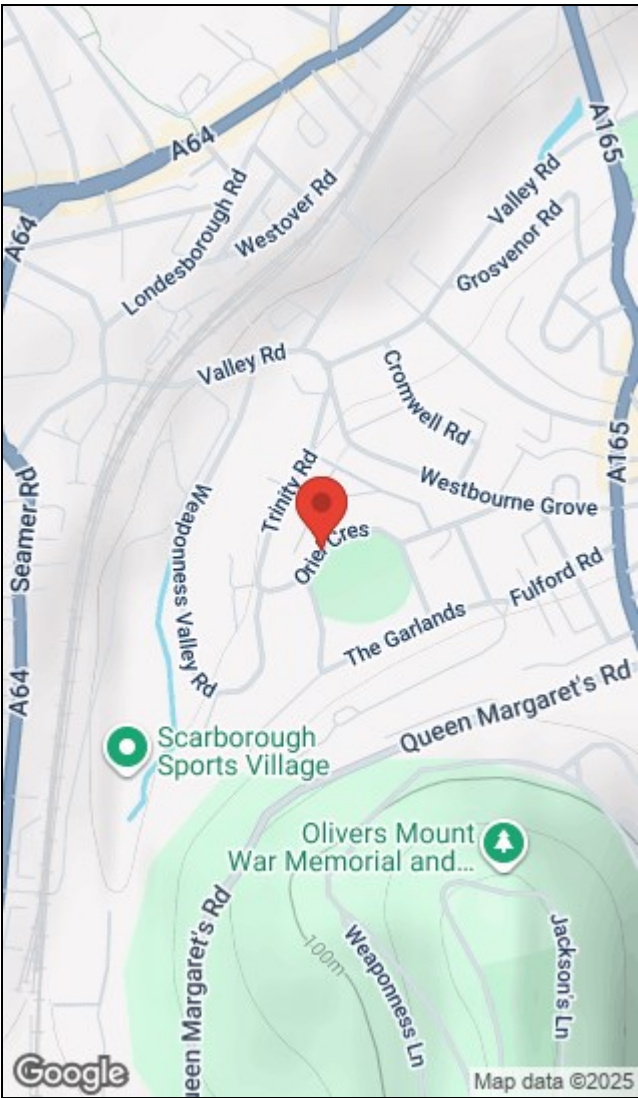 A64
A165
Londesborough Rd
Westover Rd
Valley Rd
Grosvenor Rd
A64
Valley Rd
Cromwell Rd
A165
Trinity Rd
Westbourne Grove
Seamer Rd
Weaponness Valley Rd
Oriel Cres
Fulford Rd
The Garlands
A64
Queen Margaret's Rd
Scarborough
Sports Village
Olivers Mount
War Memorial and...
ueen Margaret's Rd
100m
Weaponness Ln
Jackson's Ln
Google
Map data ©2025